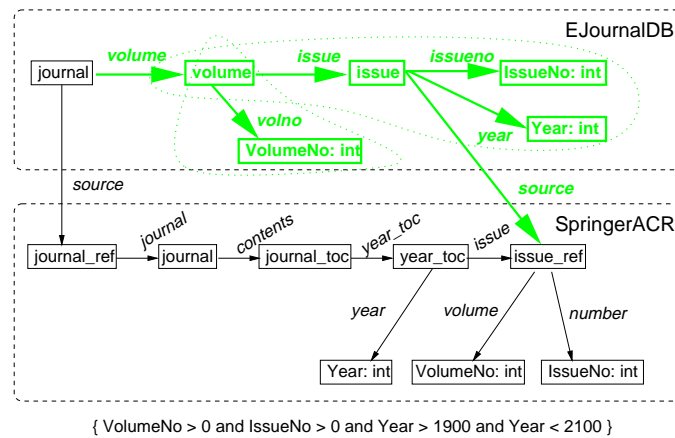 EJournalDB
volume
issue
issueno
journal
volume
issue
IssueNo: int
volno
year
Year: int
VolumeNo: int
source
source
SpringerACR
journal
contents
year_toc
issue
journal_ref
journal
journal_toc
year_toc
issue_ref
year
volume
number
Year: int
VolumeNo: int
IssueNo: int
{ VolumeNo > 0 and IssueNo > 0 and Year > 1900 and Year < 2100 }